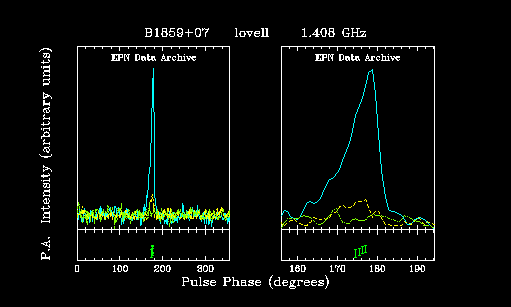 B1859+07 lovell 1.408 GHz
EPN Data Archive EPN Data Archive
P.A. Intensity (arbitrary units)
0 100 200 300 160 170 180 190
Pulse Phase (degrees)